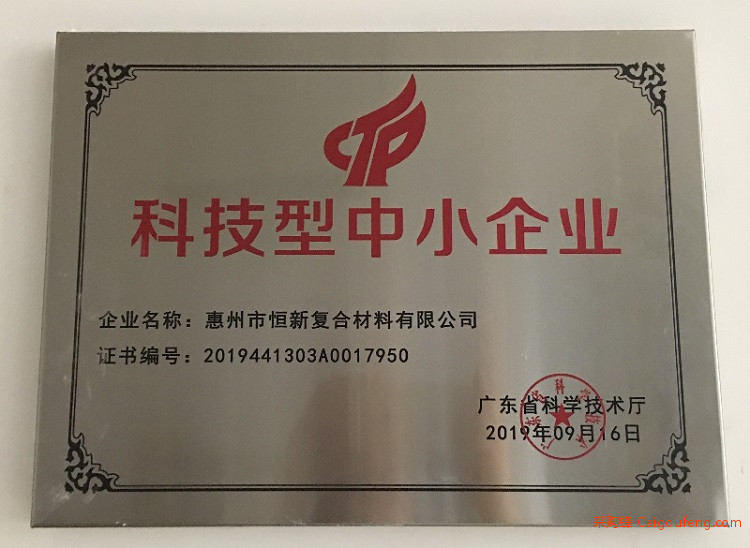 CTP
科技型中小企业
企业名称：惠州市恒新复合材料有限公司
证书编号：2019441303A0017950
广东省科学技术厅
2019年09月16日